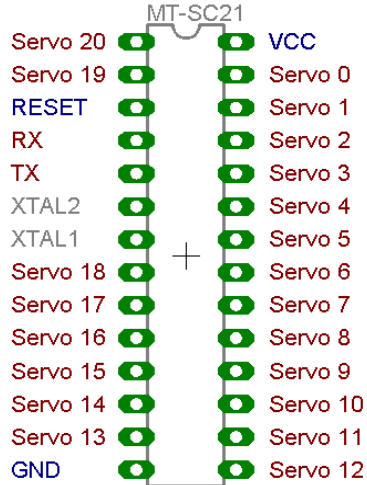 MT-SC21
Servo 20 VCC
Servo 19 Servo 0
RESET Servo 1
RX Servo 2
TX Servo 3
XTAL2 Servo 4
XTAL1 Servo 5
Servo 18 Servo 6
Servo 17 Servo 7
Servo 16 Servo 8
Servo 15 Servo 9
Servo 14 Servo 10
Servo 13 Servo 11
GND Servo 12